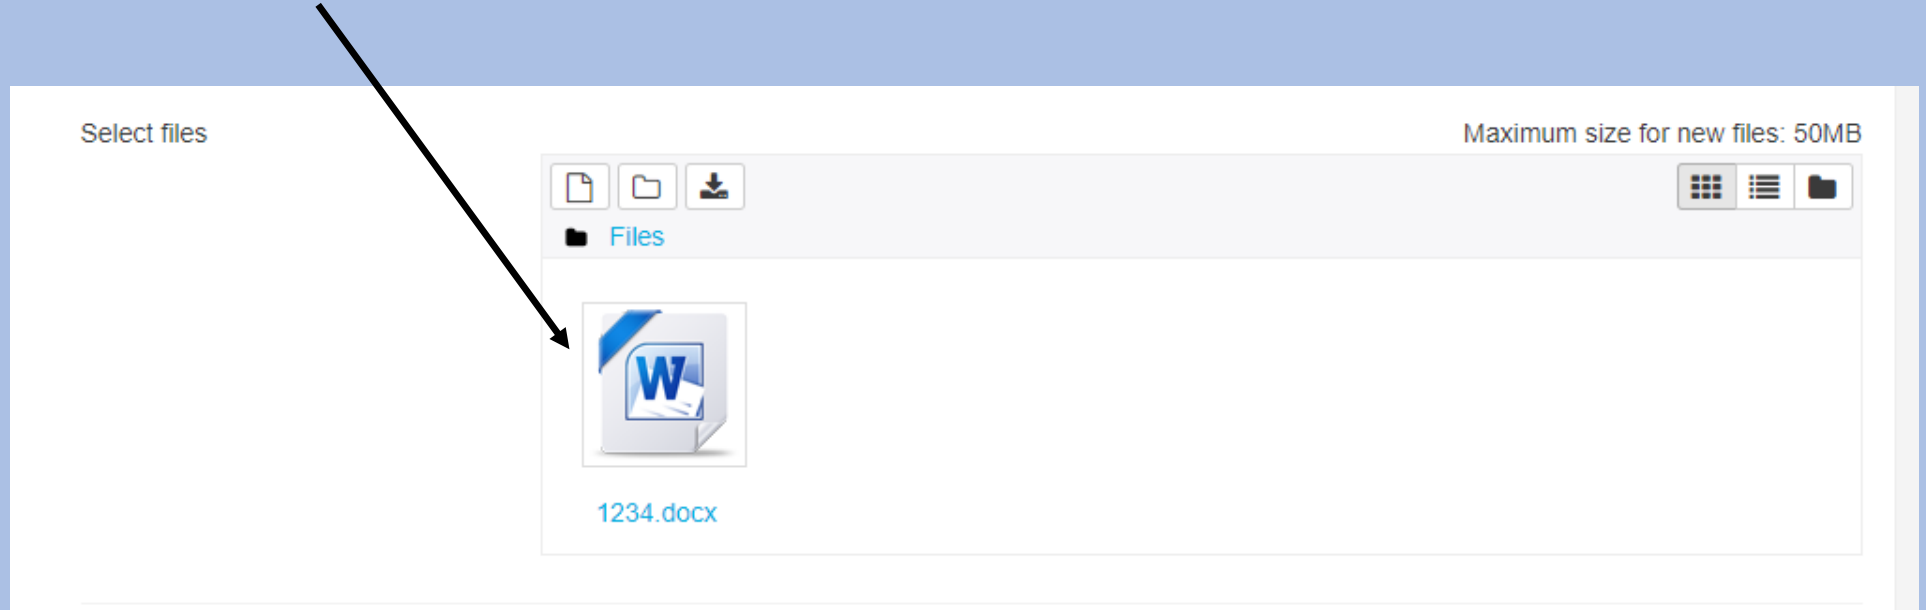 Select files
Maximum size for new files: 50MB
Files
W
1234.docx